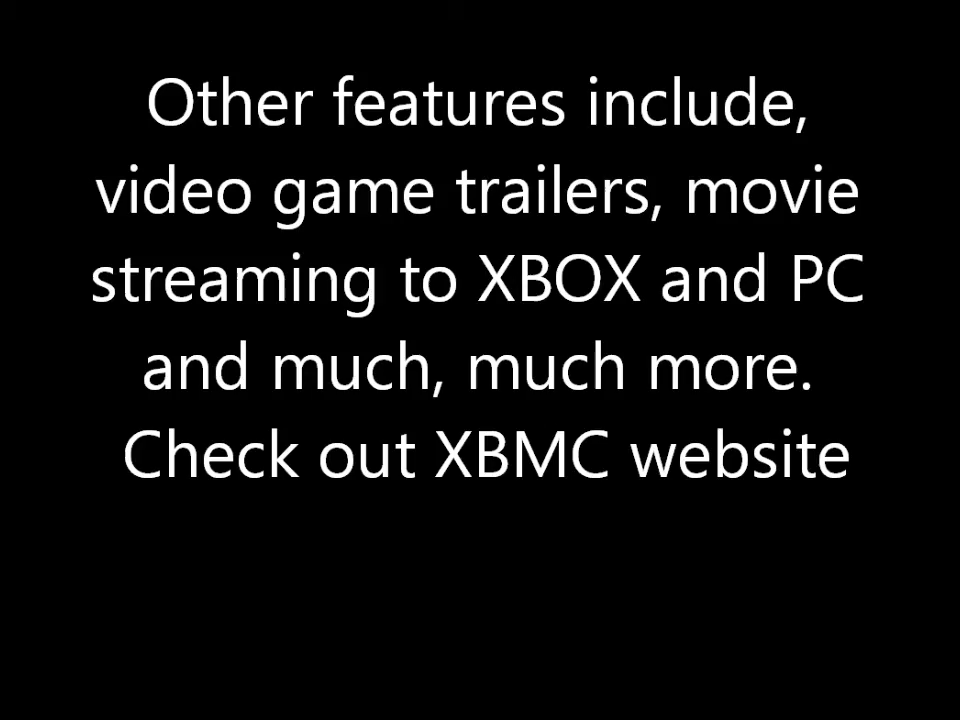 Other features include,
video game trailers, movie
streaming to XBOX and PC
and much, much more.
Check out XBMC website